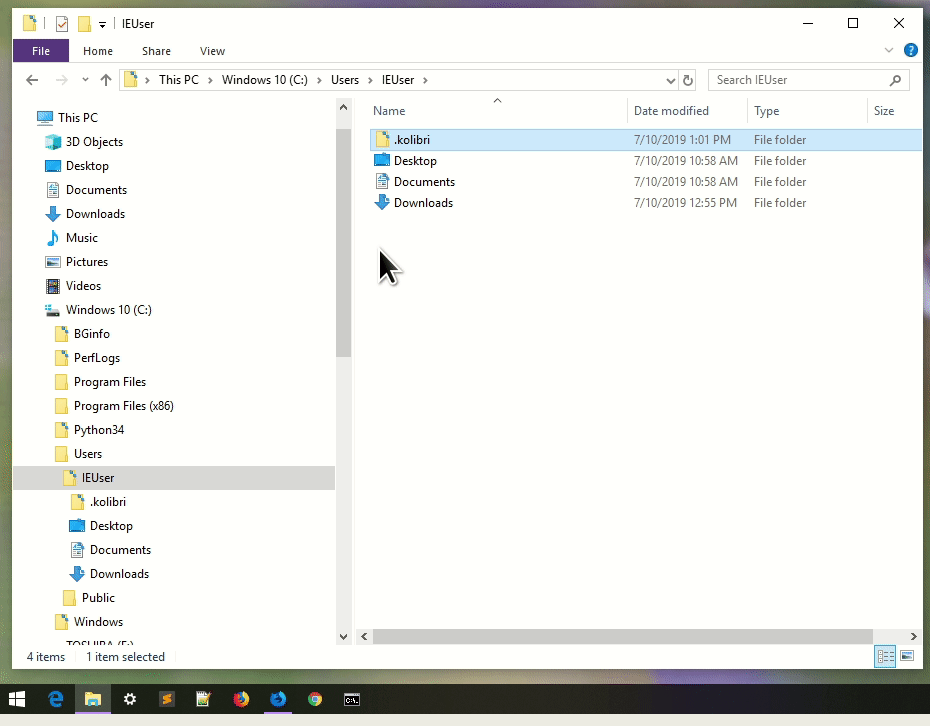 IEUser
File Home Share View
This PC Windows 10 (C:) Users IEUser Search IEUser
This PC
3D Objects
Desktop
Documents
Downloads
Music
Pictures
Videos
Windows 10 (C:)
BGinfo
PerfLogs
Program Files
Program Files (x86)
Python34
Users
IEUser
.kolibri
Desktop
Documents
Downloads
Public
Windows
TOSHIBA (E:)
Name Date modified Type Size
.kolibri 7/10/2019 1:01 PM File folder
Desktop 7/10/2019 10:58 AM File folder
Documents 7/10/2019 10:58 AM File folder
Downloads 7/10/2019 12:55 PM File folder
4 items 1 item selected